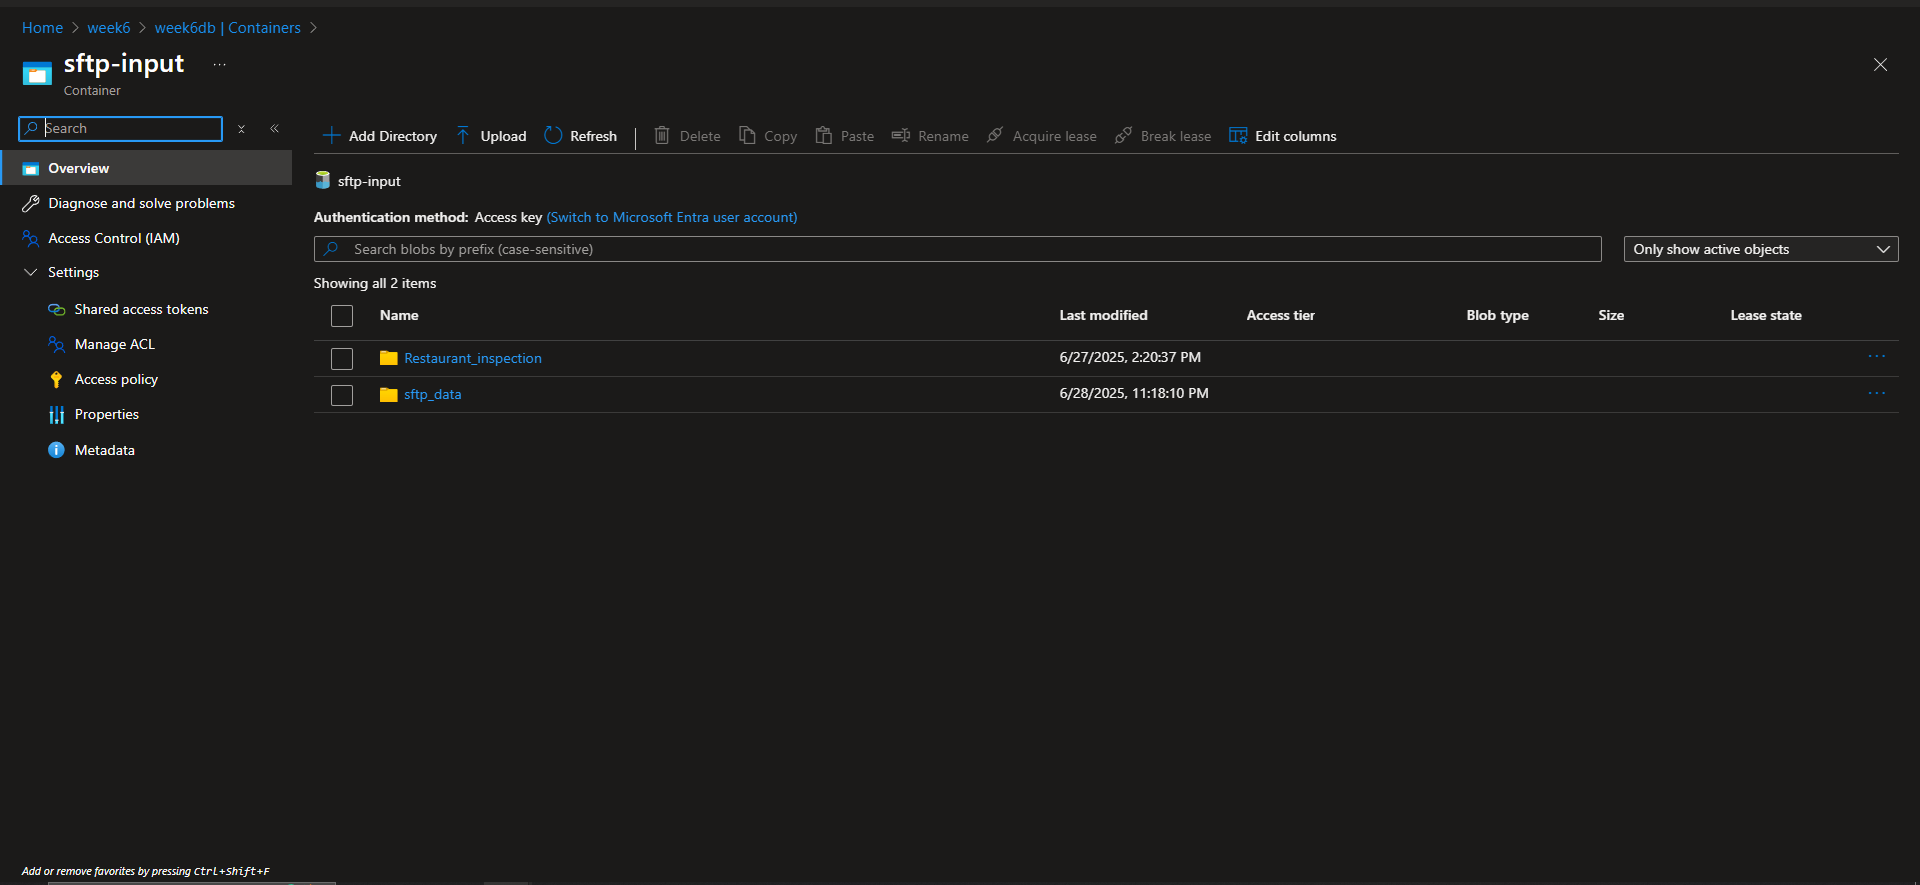 Home > week6 > week6db | Containers >
sftp-input ...
Container
Search
Overview
Diagnose and solve problems
Access Control (IAM)
Settings
Shared access tokens
Manage ACL
Access policy
Properties
Metadata
Add Directory Upload Refresh Delete Copy Paste Rename Acquire lease Break lease Edit columns
sftp-input
Authentication method: Access key (Switch to Microsoft Entra user account)
Search blobs by prefix (case-sensitive) Only show active objects
Showing all 2 items
Name Last modified Access tier Blob type Size Lease state
Restaurant_inspection 6/27/2025, 2:20:37 PM ...
sftp_data 6/28/2025, 11:18:10 PM ...
Add or remove favorites by pressing Ctrl+Shift+F